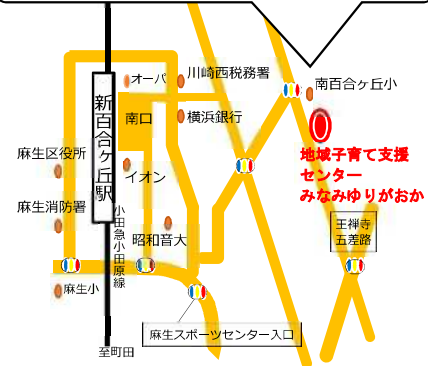 オーパ
川崎西税務署
南百合ヶ丘小
新百合ヶ丘駅
南口
横浜銀行
麻生区役所
イオン
地域子育て支援
センター
みなみゆりがおか
麻生消防署
小田急小田原線
昭和音大
王禅寺
五差路
麻生小
麻生スポーツセンター入口
至町田